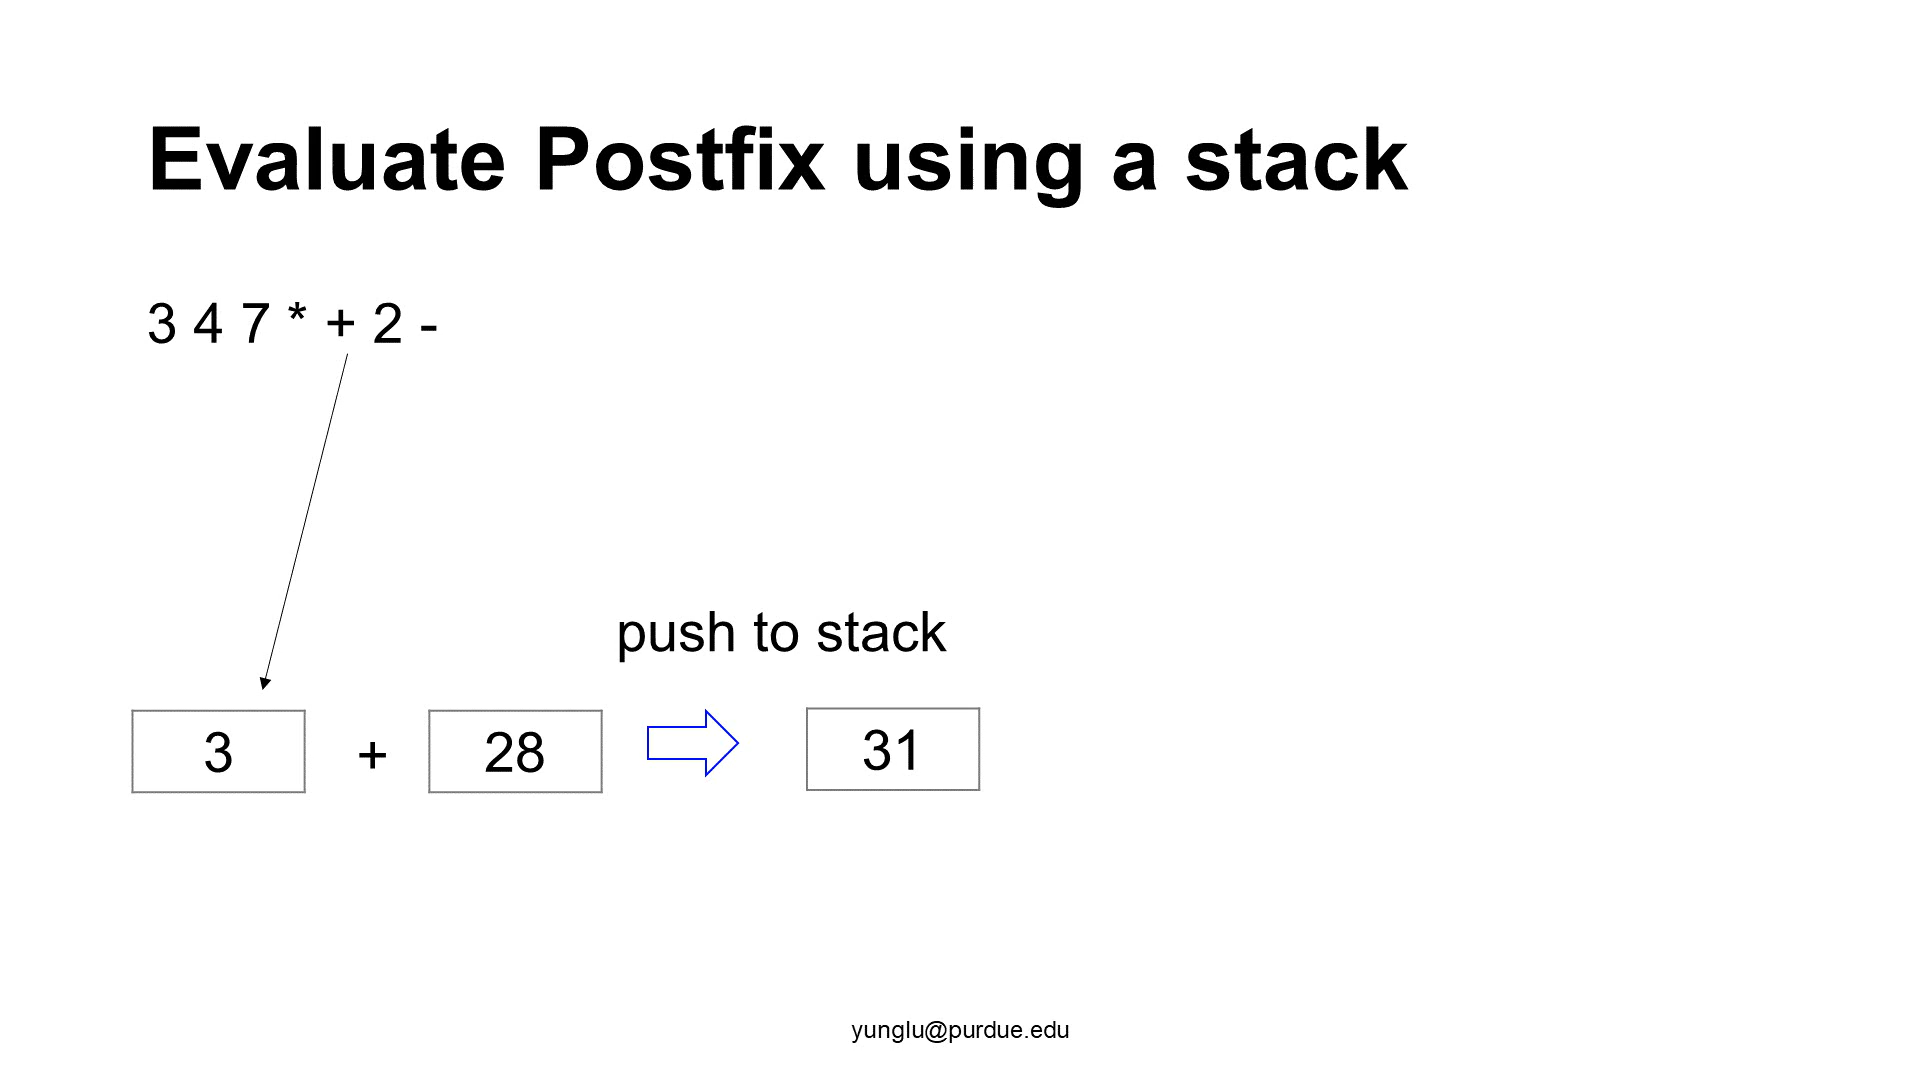 Evaluate Postfix using a stack
3 4 7 * + 2 -
push to stack
3 + 28 31
yunglu@purdue.edu